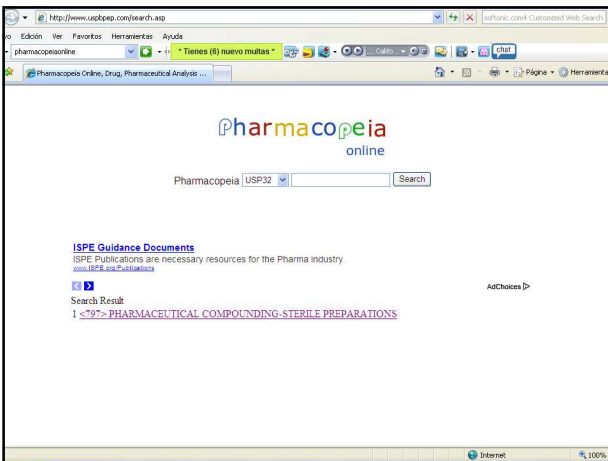 http://www.uspbpep.com/search.asp softonic.com4 Customized Web Search
vo Edición Ver Favoritos Herramientas Ayuda
pharmacopeiaonline * Tienes (6) nuevo multas * chat
Pharmacopeia Online, Drug, Pharmaceutical Analysis ... Página Herramienta
Pharmacopeia
online
Pharmacopeia USP32 Search
ISPE Guidance Documents
ISPE Publications are necessary resources for the Pharma industry.
www.ISPE.org/Publications
AdChoices
Search Result
1 <797> PHARMACEUTICAL COMPOUNDING-STERILE PREPARATIONS
Internet 100%